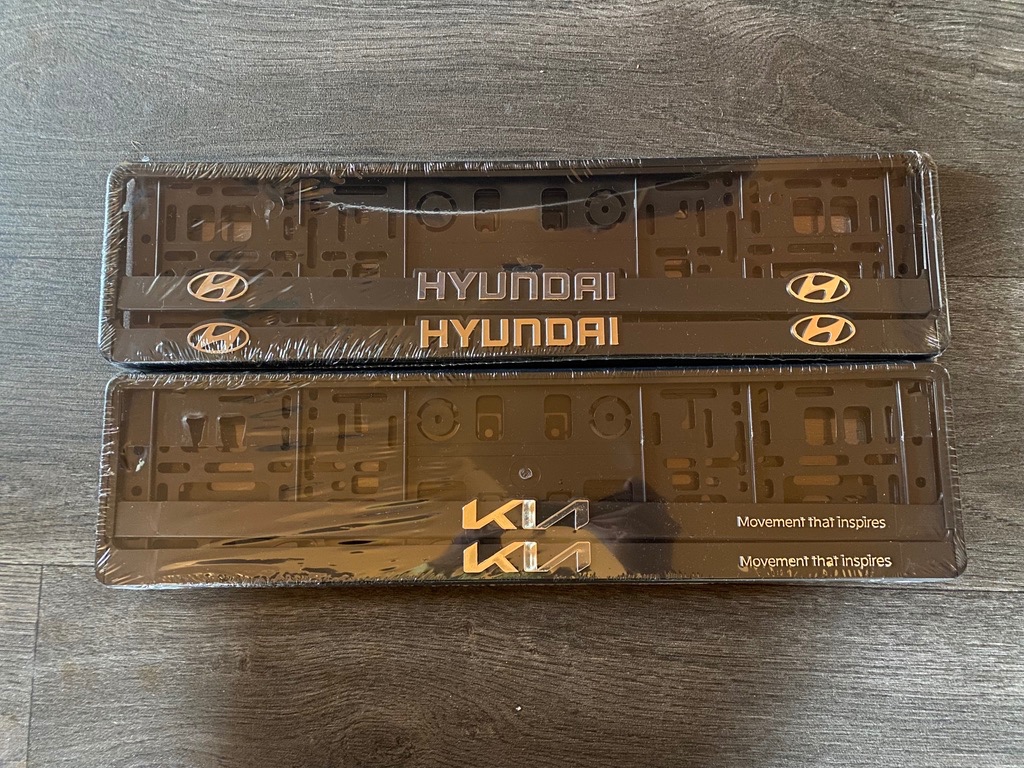 HYUNDAI
HYUNDAI
KIA
Movement that inspires
KIA
Movement that inspires